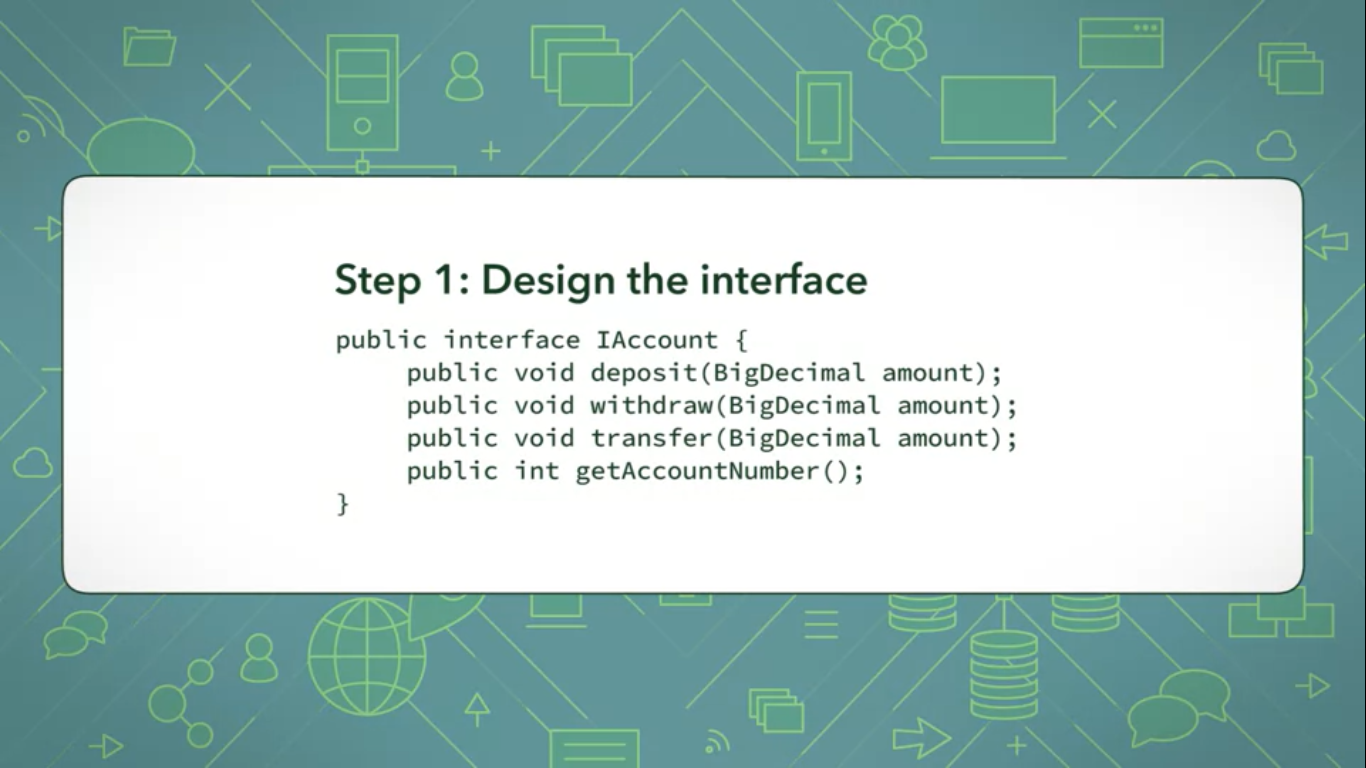 Step 1: Design the interface
public interface IAccount {
public void deposit(BigDecimal amount);
public void withdraw(BigDecimal amount);
public void transfer(BigDecimal amount);
public int getAccountNumber();
}